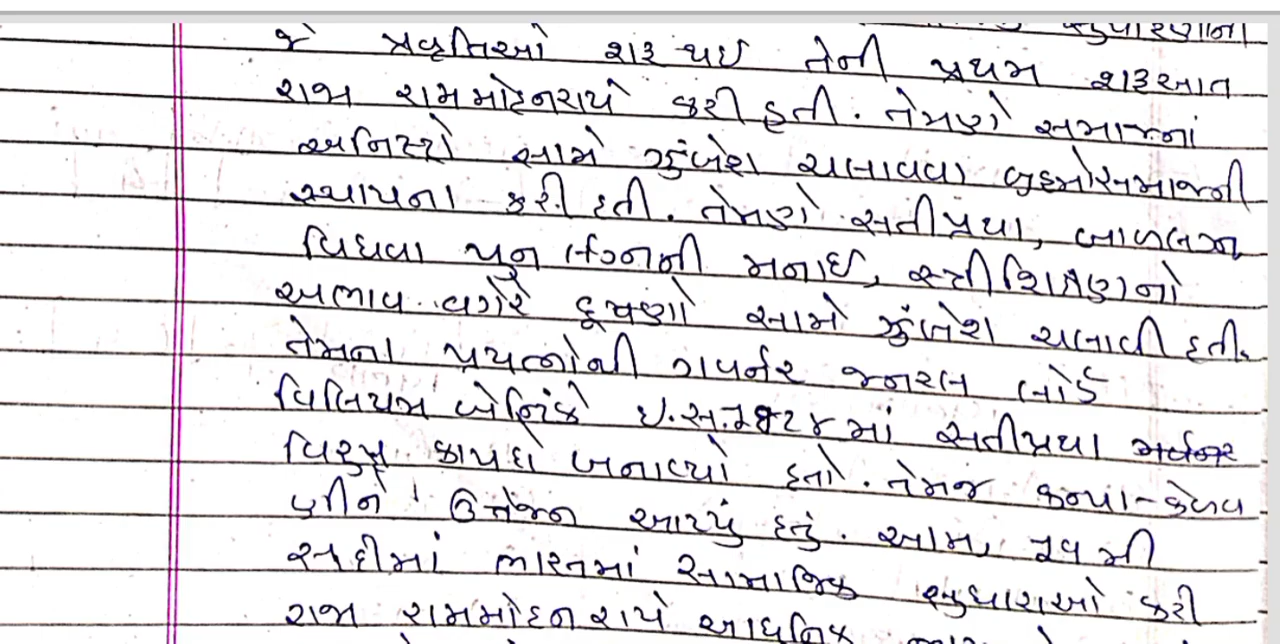 સુધારણાના
જે પ્રવૃત્તિઓ શરૂ થઈ તેની પ્રથમ શરૂઆત
રાજા રામમોહનરાયે કરી હતી. તેમણે સમાજનાં
અનિષ્ટો સામે ઝુંબેશ ચલાવવા બ્રહ્મોસમાજની
સ્થાપના કરી હતી. તેમણે સતીપ્રથા, બાળલગ્ન
વિધવા પુનર્લગ્નની મનાઈ, સ્ત્રીશિક્ષણનો
અભાવ વગેરે દૂષણો સામે ઝુંબેશ ચલાવી હતી.
તેમના પ્રયત્નોથી ગવર્નર જનરલ લોર્ડ
વિલિયમ બેન્ટિંકે ઈ.સ. માં સતીપ્રથા
વિરુદ્ધ કાયદો બનાવ્યો હતો. તેમજ કન્યા-કેળવ
ણીને ઉત્તેજન આપ્યું હતું. આમ, ૧૯ મી
સદીમાં ભારતમાં સામાજિક સુધારાઓ કરી
રાજા રામમોહનરાયે આધુનિક